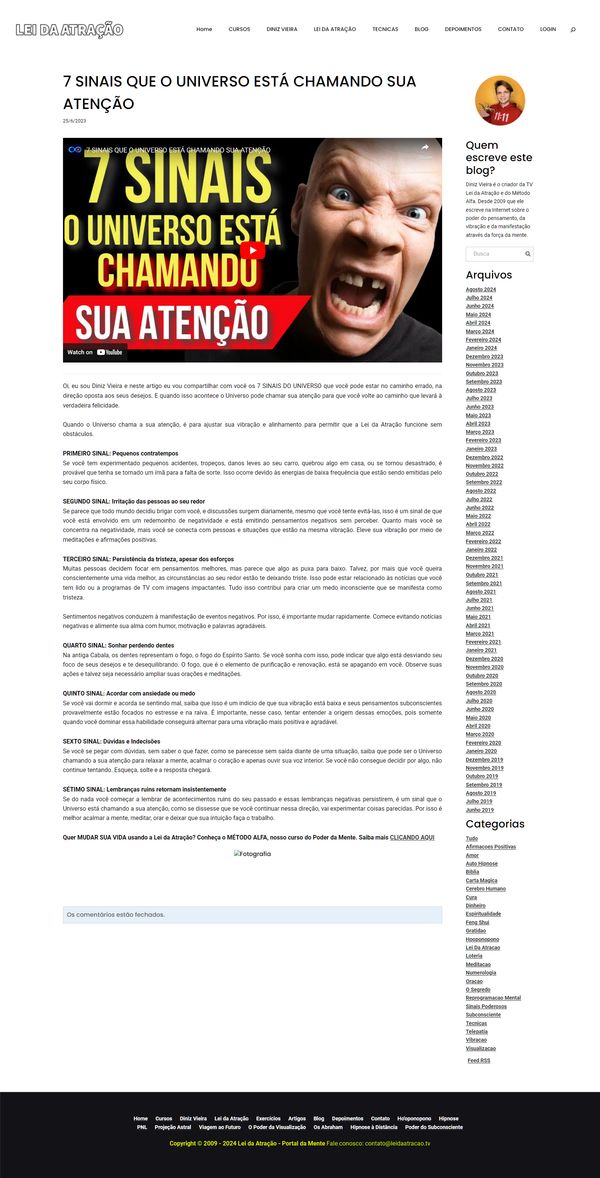 LEI DA ATRAÇÃO
Home CURSOS DINIZ VIEIRA LEI DA ATRAÇÃO TECNICAS BLOG DEPOIMENTOS CONTATO LOGIN
7 SINAIS QUE O UNIVERSO ESTÁ CHAMANDO SUA
ATENÇÃO
25/6/2023
7 SINAIS QUE O UNIVERSO ESTÁ CHAMANDO SUA ATENÇÃO
7 SINAIS
O UNIVERSO ESTÁ
CHAMANDO
SUA ATENÇÃO
Watch on YouTube
Oi, eu sou Diniz Vieira e neste artigo eu vou compartilhar com você os 7 SINAIS DO UNIVERSO que você pode estar no caminho errado, na
direção oposta aos seus desejos. E quando isso acontece o Universo pode chamar sua atenção para que você volte ao caminho que levará à
verdadeira felicidade.
Quando o Universo chama a sua atenção, é para ajustar sua vibração e alinhamento para permitir que a Lei da Atração funcione sem
obstáculos.
PRIMEIRO SINAL: Pequenos contratempos
Se você tem experimentado pequenos acidentes, tropeços, danos leves ao seu carro, quebrou algo em casa, ou se tornou desastrado, é
provável que tenha se tornado um imã para a falta de sorte. Isso ocorre devido às energias de baixa frequência que estão sendo emitidas pelo
seu corpo físico.
SEGUNDO SINAL: Irritação das pessoas ao seu redor
Se parece que todo mundo decidiu brigar com você, e discussões surgem diariamente, mesmo que você tente evitá-las, isso é um sinal de que
você está envolvido em um redemoinho de negatividade e está emitindo pensamentos negativos sem perceber. Quanto mais você se
concentra na negatividade, mais você se conecta com pessoas e situações que estão na mesma vibração. Eleve sua vibração por meio de
meditações e afirmações positivas.
TERCEIRO SINAL: Persistência da tristeza, apesar dos esforços
Muitas pessoas decidem focar em pensamentos melhores, mas parece que algo as puxa para baixo. Talvez, por mais que você queira
conscientemente uma vida melhor, as circunstâncias ao seu redor estão te deixando triste. Isso pode estar relacionado às notícias que você
tem lido ou a programas de TV com imagens impactantes. Tudo isso contribui para criar um medo inconsciente que se manifesta como
tristeza.
Sentimentos negativos conduzem à manifestação de eventos negativos. Por isso, é importante mudar rapidamente. Comece evitando notícias
negativas e alimente sua alma com humor, motivação e palavras agradáveis.
QUARTO SINAL: Sonhar perdendo dentes
Na antiga Cabala, os dentes representam o fogo, o fogo do Espírito Santo. Se você sonha com isso, pode indicar que algo está desviando seu
foco de seus desejos e te desequilibrando. O fogo, que é o elemento de purificação e renovação, está se apagando em você. Observe suas
ações e talvez seja necessário ampliar suas orações e meditações.
QUINTO SINAL: Acordar com ansiedade ou medo
Se você vai dormir e acorda se sentindo mal, saiba que isso é um indício de que sua vibração está baixa e seus pensamentos subconscientes
provavelmente estão focados no estresse e na raiva. É importante, nesse caso, tentar entender a origem dessas emoções, pois somente
quando você dominar essa habilidade conseguirá alternar para uma vibração mais positiva e agradável.
SEXTO SINAL: Dúvidas e Indecisões
Se você se pegar com dúvidas, sem saber o que fazer, como se parecesse sem saída diante de uma situação, saiba que pode ser o Universo
chamando a sua atenção para relaxar a mente, acalmar o coração e apenas ouvir sua voz interior. Se você não consegue decidir por algo, não
continue tentando. Esqueça, solte e a resposta chegará.
SÉTIMO SINAL: Lembranças ruins retornam insistentemente
Se do nada você começar a lembrar de acontecimentos ruins do seu passado e essas lembranças negativas persistirem, é um sinal que o
Universo está chamando a sua atenção, como se dissesse que se você continuar nessa direção, vai experimentar coisas parecidas. Por isso é
melhor acalmar a mente, meditar, orar e deixar que sua intuição faça o trabalho.
Quer MUDAR SUA VIDA usando a Lei da Atração? Conheça o MÉTODO ALFA, nosso curso do Poder da Mente. Saiba mais CLICANDO AQUI
Fotografia
Os comentários estão fechados.
11:11
Quem
escreve este
blog?
Diniz Vieira é o criador da TV
Lei da Atração e do Método
Alfa. Desde 2009 que ele
escreve na Internet sobre o
poder do pensamento, da
vibração e da manifestação
através da força da mente.
Busca
Arquivos
Agosto 2024
Julho 2024
Junho 2024
Maio 2024
Abril 2024
Março 2024
Fevereiro 2024
Janeiro 2024
Dezembro 2023
Novembro 2023
Outubro 2023
Setembro 2023
Agosto 2023
Julho 2023
Junho 2023
Maio 2023
Abril 2023
Março 2023
Fevereiro 2023
Janeiro 2023
Dezembro 2022
Novembro 2022
Outubro 2022
Setembro 2022
Agosto 2022
Julho 2022
Junho 2022
Maio 2022
Abril 2022
Março 2022
Fevereiro 2022
Janeiro 2022
Dezembro 2021
Novembro 2021
Outubro 2021
Setembro 2021
Agosto 2021
Julho 2021
Junho 2021
Maio 2021
Abril 2021
Março 2021
Fevereiro 2021
Janeiro 2021
Dezembro 2020
Novembro 2020
Outubro 2020
Setembro 2020
Agosto 2020
Julho 2020
Junho 2020
Maio 2020
Abril 2020
Março 2020
Fevereiro 2020
Janeiro 2020
Dezembro 2019
Novembro 2019
Outubro 2019
Setembro 2019
Agosto 2019
Julho 2019
Junho 2019
Categorias
Tudo
Afirmacoes Positivas
Amor
Auto Hipnose
Biblia
Carta Magica
Cerebro Humano
Cura
Dinheiro
Espiritualidade
Feng Shui
Gratidao
Hooponopono
Lei Da Atracao
Loteria
Meditacao
Numerologia
Oracao
O Segredo
Reprogramacao Mental
Sinais Poderosos
Subconsciente
Tecnicas
Telepatia
Vibracao
Visualizacao
Feed RSS
Home Cursos Diniz Vieira Lei da Atração Exercícios Artigos Blog Depoimentos Contato Ho'oponopono Hipnose
PNL Projeção Astral Viagem ao Futuro O Poder da Visualização Os Abraham Hipnose à Distância Poder do Subconsciente
Copyright © 2009 - 2024 Lei da Atração - Portal da Mente Fale conosco: contato@leidaatracao.tv